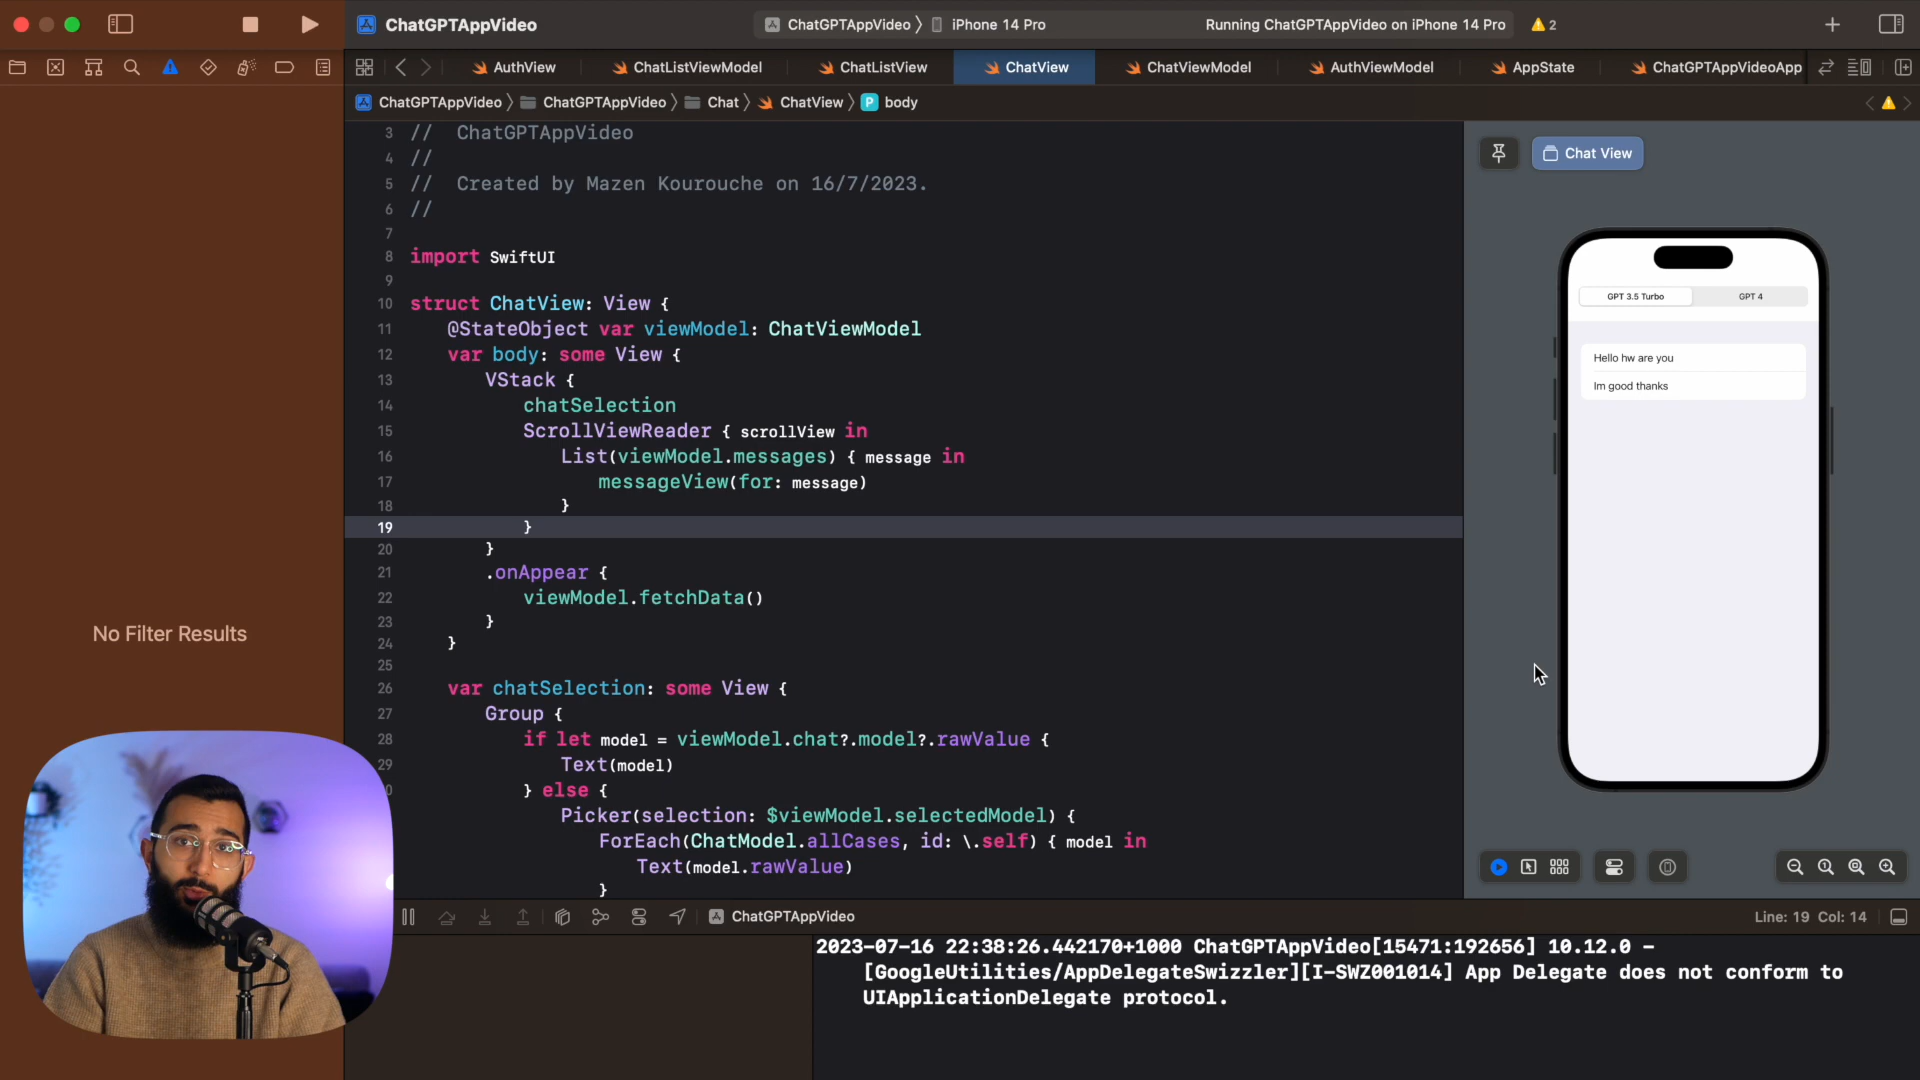 ChatGPTAppVideo
ChatGPTAppVideo 〉 iPhone 14 Pro
Running ChatGPTAppVideo on iPhone 14 Pro
2
AuthView
ChatListViewModel
ChatListView
ChatView
ChatViewModel
AuthViewModel
AppState
ChatGPTAppVideoApp
ChatGPTAppVideo 〉 ChatGPTAppVideo 〉 Chat 〉 ChatView 〉 P body
3 //  ChatGPTAppVideo
4 //
5 //  Created by Mazen Kourouche on 16/7/2023.
6 //
7
8 import SwiftUI
9
10 struct ChatView: View {
11     @StateObject var viewModel: ChatViewModel
12     var body: some View {
13         VStack {
14             chatSelection
15             ScrollViewReader { scrollView in
16                 List(viewModel.messages) { message in
17                     messageView(for: message)
18                 }
19             }
20         }
21         .onAppear {
22             viewModel.fetchData()
23         }
24     }
25
26     var chatSelection: some View {
27         Group {
28             if let model = viewModel.chat?.model?.rawValue {
29                 Text(model)
0             } else {
                Picker(selection: $viewModel.selectedModel) {
                    ForEach(ChatModel.allCases, id: \.self) { model in
                        Text(model.rawValue)
                    }
No Filter Results
Chat View
GPT 3.5 Turbo
GPT 4
Hello hw are you
Im good thanks
ChatGPTAppVideo
Line: 19 Col: 14
2023-07-16 22:38:26.442170+1000 ChatGPTAppVideo[15471:192656] 10.12.0 -
[GoogleUtilities/AppDelegateSwizzler][I-SWZ001014] App Delegate does not conform to
UIApplicationDelegate protocol.